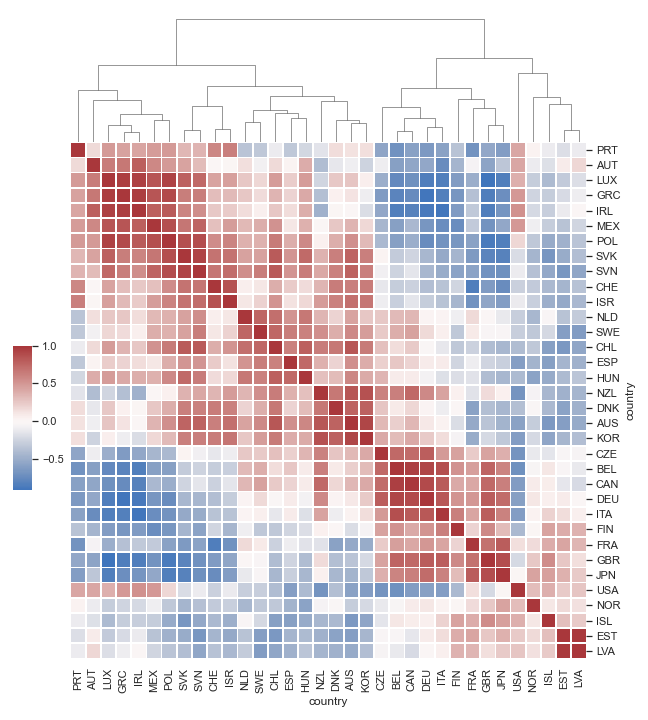 PRT
AUT
LUX
GRC
IRL
MEX
POL
SVK
SVN
CHE
ISR
NLD
SWE
CHL
ESP
HUN
NZL
DNK
AUS
KOR
CZE
BEL
CAN
DEU
ITA
FIN
FRA
GBR
JPN
USA
NOR
ISL
EST
LVA
country
1.0
0.5
0.0
−0.5
PRT AUT LUX GRC IRL MEX POL SVK SVN CHE ISR NLD SWE CHL ESP HUN NZL DNK AUS KOR CZE BEL CAN DEU ITA FIN FRA GBR JPN USA NOR ISL EST LVA
country